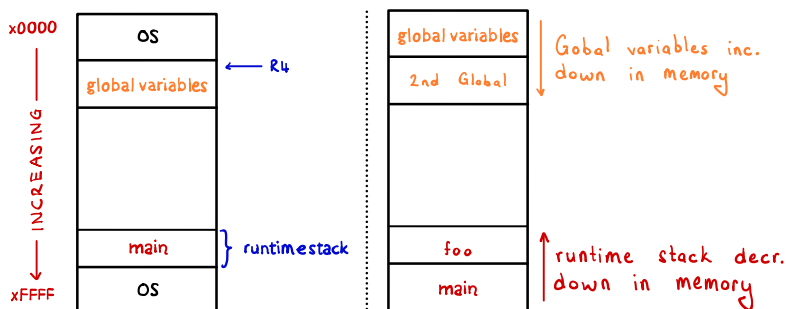 x0000
INCREASING
xFFFF
OS
global variables
main
OS
R4
runtimestack
global variables
2nd Global
foo
main
Gobal variables inc.
down in memory
runtime stack decr.
down in memory